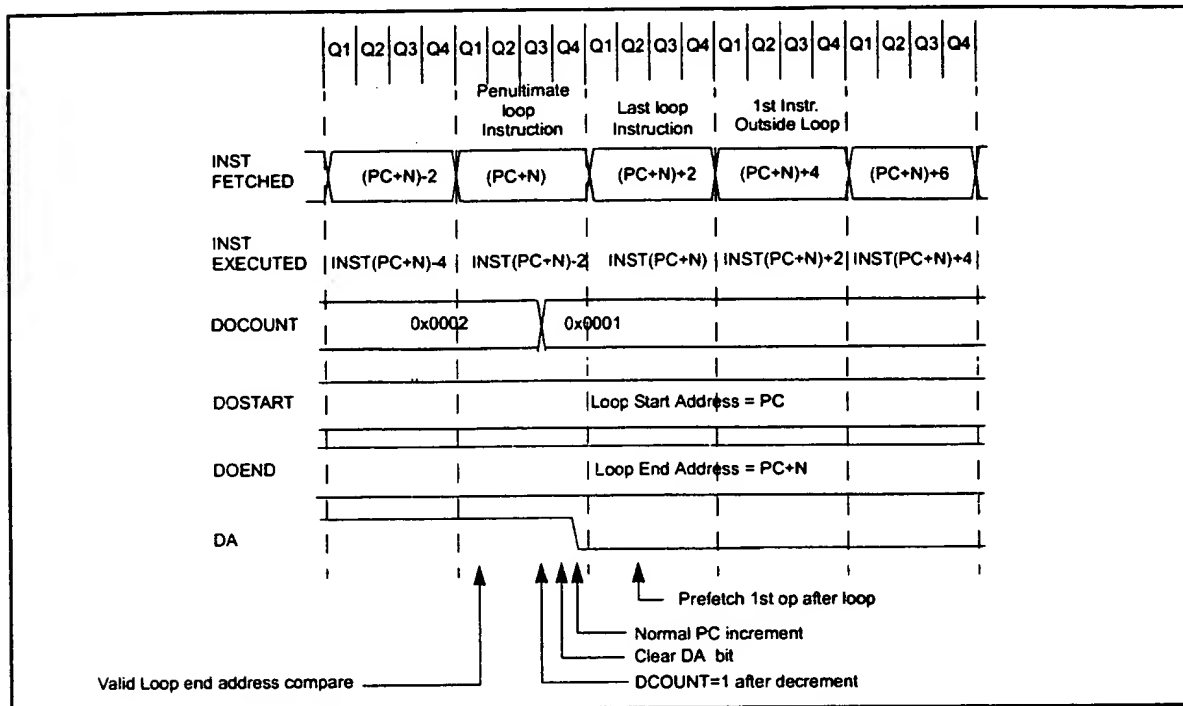 Q1 Q2 Q3 Q4 Q1 Q2 Q3 Q4 Q1 Q2 Q3 Q4 Q1 Q2 Q3 Q4 Q1 Q2 Q3 Q4
Penultimate
loop
Instruction
Last loop
Instruction
1st Instr.
Outside Loop
INST
FETCHED
(PC+N)-2 (PC+N) (PC+N)+2 (PC+N)+4 (PC+N)+6
INST
EXECUTED
INST(PC+N)-4 INST(PC+N)-2 INST(PC+N) INST(PC+N)+2 INST(PC+N)+4
DOCOUNT 0x0002 0x0001
DOSTART Loop Start Address = PC
DOEND Loop End Address = PC+N
DA
Prefetch 1st op after loop
Normal PC increment
Clear DA bit
Valid Loop end address compare
DCOUNT=1 after decrement